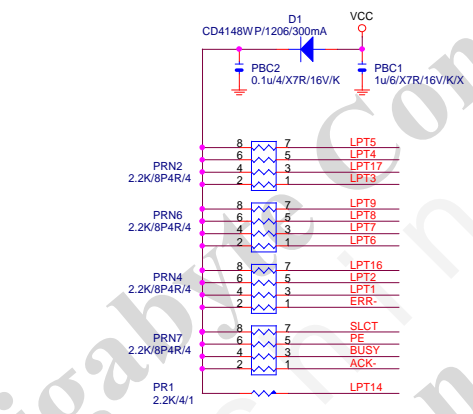 D1
VCC
CD4148WP/1206/300mA
PBC2
0.1u/4/X7R/16V/K
PBC1
1u/6/X7R/16V/K/X
8 7 LPT5
6 5 LPT4
PRN2
4 3 LPT17
2.2K/8P4R/4
2 1 LPT3
8 7 LPT9
PRN6
6 5 LPT8
2.2K/8P4R/4
4 3 LPT7
2 1 LPT6
8 7 LPT16
PRN4
6 5 LPT2
2.2K/8P4R/4
4 3 LPT1
2 1 ERR-
8 7 SLCT
PRN7
6 5 PE
2.2K/8P4R/4
4 3 BUSY
2 1 ACK-
PR1
LPT14
2.2K/4/1